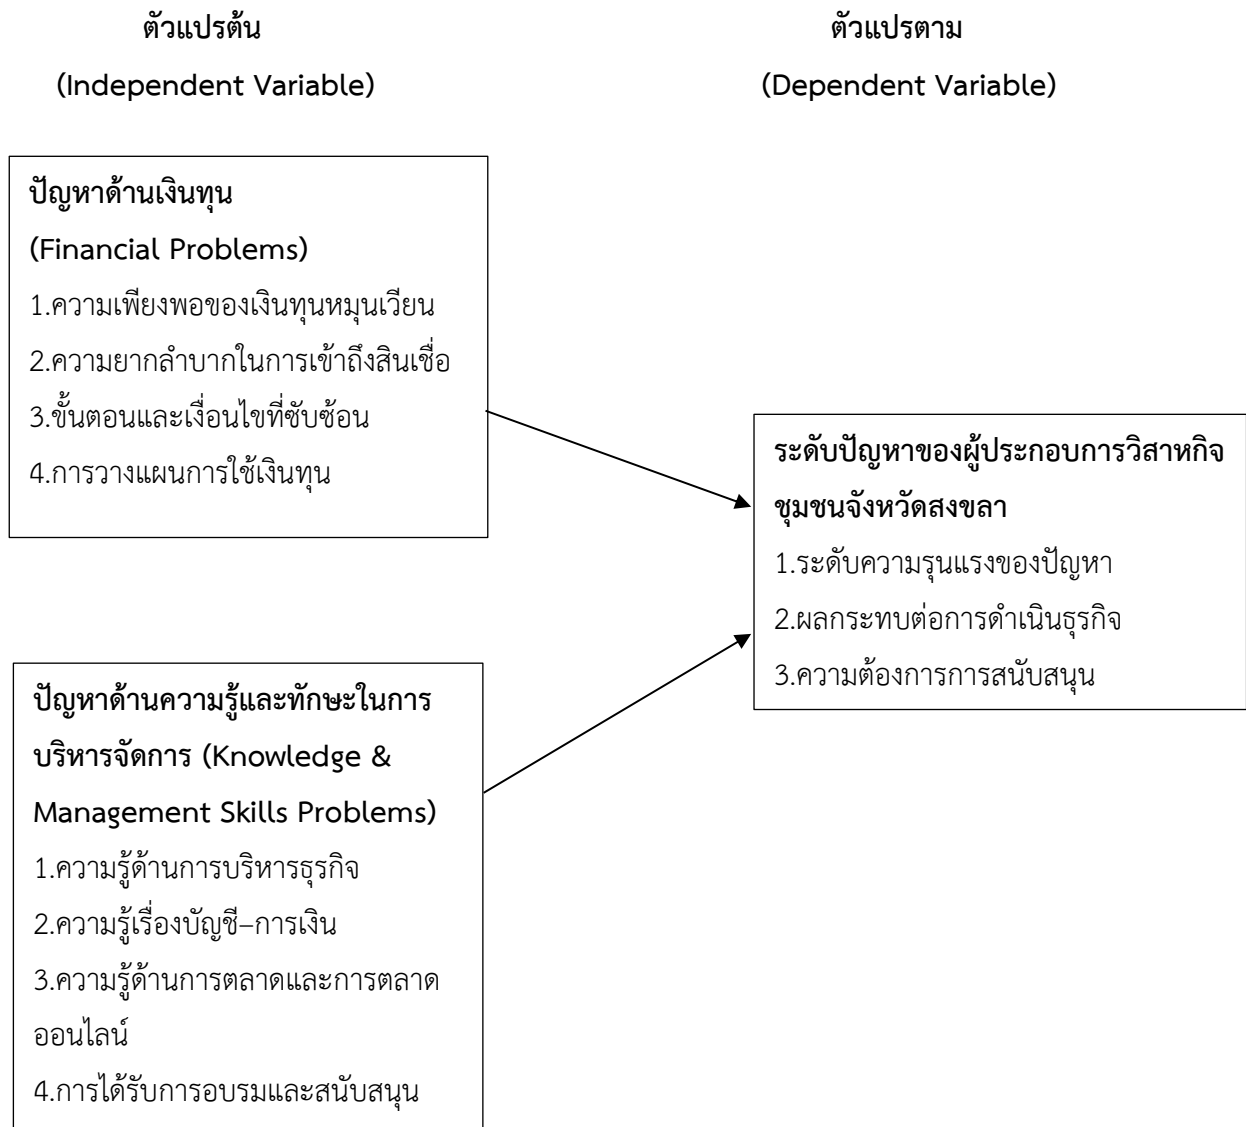 ตัวแปรต้น
(Independent Variable)
ตัวแปรตาม
(Dependent Variable)
ปัญหาด้านเงินทุน
(Financial Problems)
1.ความเพียงพอของเงินทุนหมุนเวียน
2.ความยากลำบากในการเข้าถึงสินเชื่อ
3.ขั้นตอนและเงื่อนไขที่ซับซ้อน
4.การวางแผนการใช้เงินทุน
ระดับปัญหาของผู้ประกอบการวิสาหกิจ
ชุมชนจังหวัดสงขลา
1.ระดับความรุนแรงของปัญหา
2.ผลกระทบต่อการดำเนินธุรกิจ
3.ความต้องการการสนับสนุน
ปัญหาด้านความรู้และทักษะในการ
บริหารจัดการ (Knowledge &
Management Skills Problems)
1.ความรู้ด้านการบริหารธุรกิจ
2.ความรู้เรื่องบัญชี–การเงิน
3.ความรู้ด้านการตลาดและการตลาด
ออนไลน์
4.การได้รับการอบรมและสนับสนุน